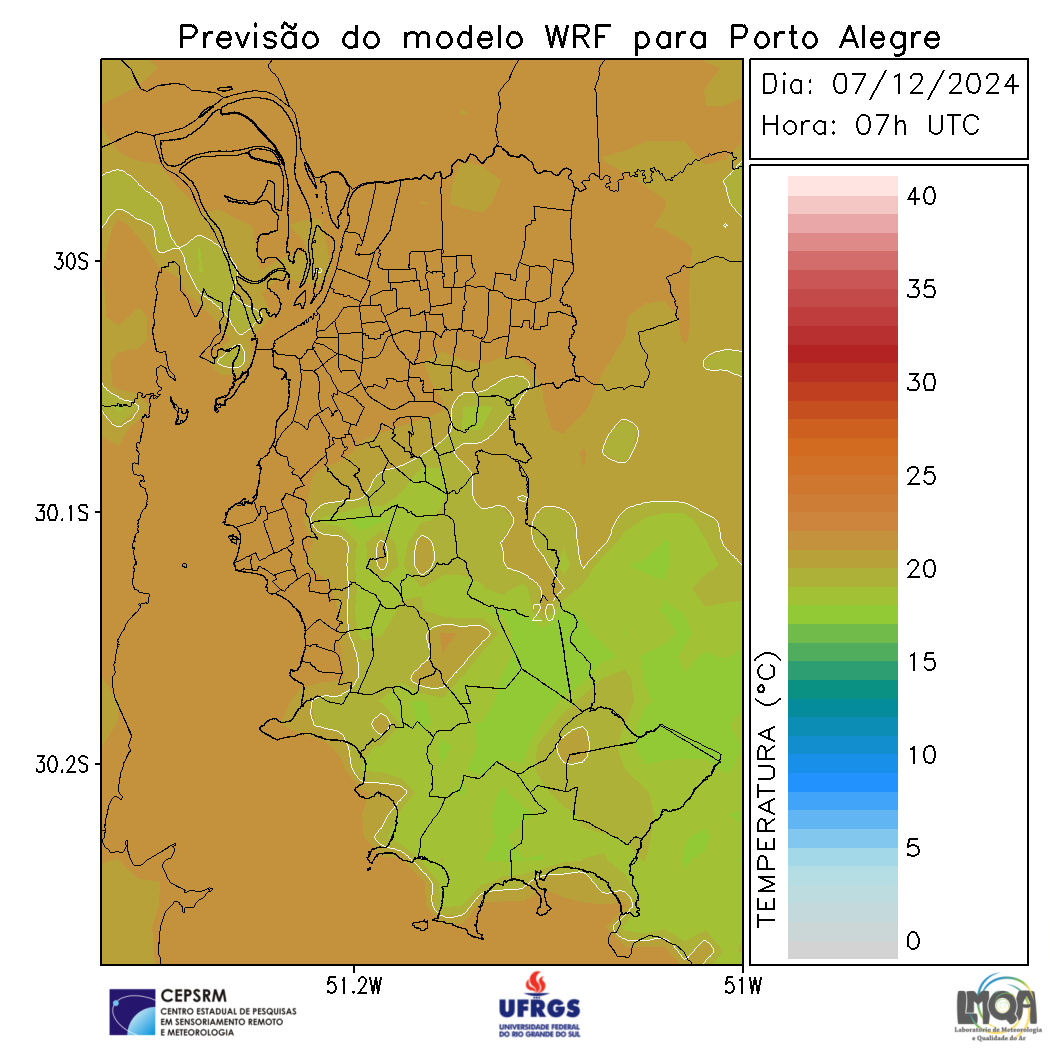 Previsão do modelo WRF para Porto Alegre
Dia: 07/12/2024
Hora: 07h UTC
40
35
30
25
20
15
10
5
0
TEMPERATURA (°C)
30S
30.1S
30.2S
20
51.2W
51W
CEPSRM
CENTRO ESTADUAL DE PESQUISAS
EM SENSORIAMENTO REMOTO
E METEOROLOGIA
UFRGS
UNIVERSIDADE FEDERAL
DO RIO GRANDE DO SUL
LMQA
Laboratório de Meteorologia
e Qualidade do Ar